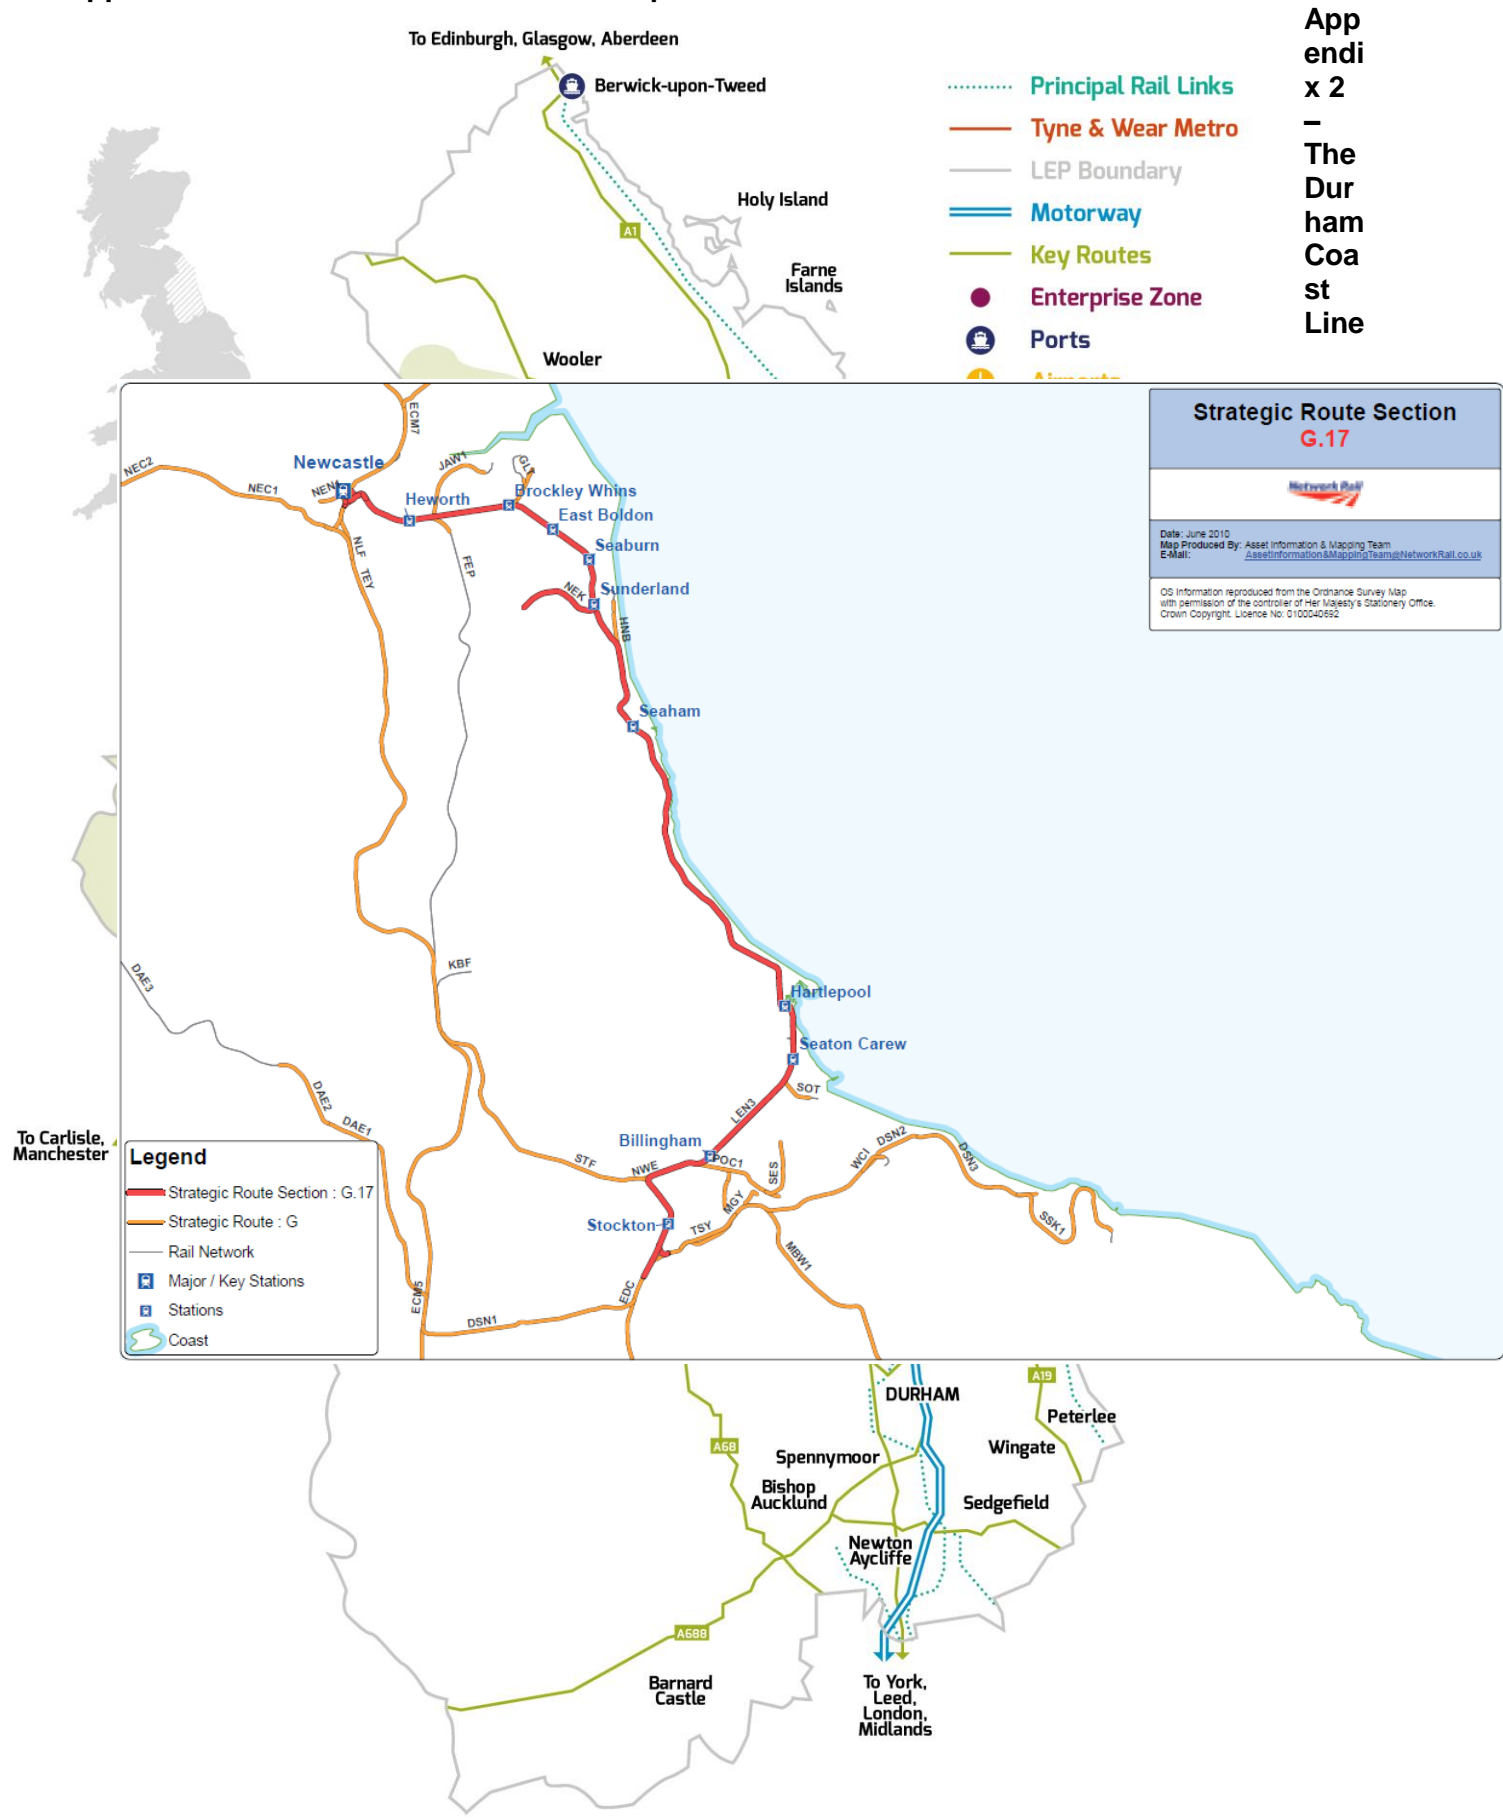 To Edinburgh, Glasgow, Aberdeen
Berwick-upon-Tweed
Holy Island
Farne
Islands
Wooler
A1
Principal Rail Links
Tyne & Wear Metro
LEP Boundary
Motorway
Key Routes
Enterprise Zone
Ports
App
endi
x 2
–
The
Dur
ham
Coa
st
Line
Strategic Route Section
G.17
Network Rail
Date: June 2010
Map Produced By: Asset Information & Mapping Team
E-Mail: AssetInformation&MappingTeam@NetworkRail.co.uk
OS Information reproduced from the Ordnance Survey Map
with permission of the controller of Her Majesty's Stationery Office.
Crown Copyright. Licence No: 0100040692
ECM7
NEC2
NEC1
Newcastle
JAW1
Heworth
Brockley Whins
East Boldon
Seaburn
Sunderland
NEK
HNB
NLF
TEY
FEP
Seaham
KBF
DAE3
Hartlepool
Seaton Carew
SOT
LEN3
DAE2
DAE1
Billingham
POC1
STF
NWE
SES
MGY
WCI
DSN2
DSN3
SSK1
Stockton
TSY
MBW1
EDC
ECM5
DSN1
To Carlisle,
Manchester
Legend
Strategic Route Section : G.17
Strategic Route : G
Rail Network
Major / Key Stations
Stations
Coast
DURHAM
A19
Peterlee
Wingate
A68
Spennymoor
Bishop
Aucklund
Sedgefield
Newton
Aycliffe
A688
Barnard
Castle
To York,
Leed,
London,
Midlands